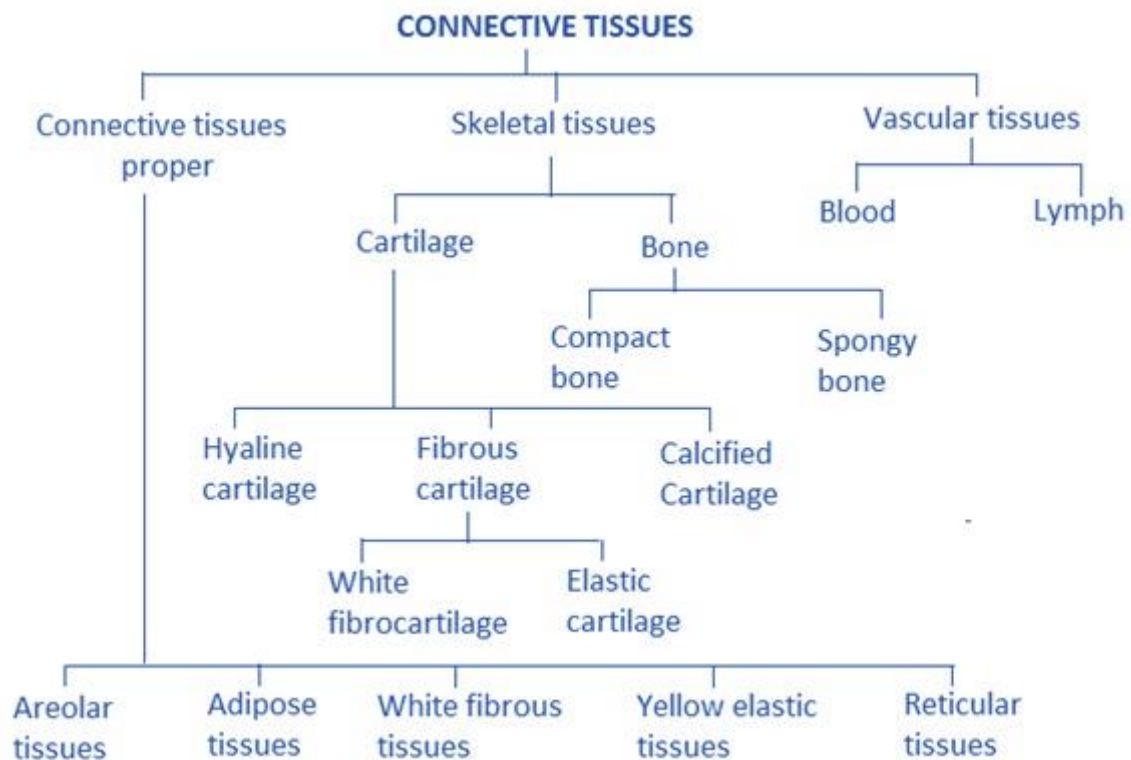 CONNECTIVE TISSUES
Connective tissues
proper
Skeletal tissues
Vascular tissues
Blood
Lymph
Cartilage
Bone
Compact
bone
Spongy
bone
Hyaline
cartilage
Fibrous
cartilage
Calcified
Cartilage
White
fibrocartilage
Elastic
cartilage
Areolar
tissues
Adipose
tissues
White fibrous
tissues
Yellow elastic
tissues
Reticular
tissues